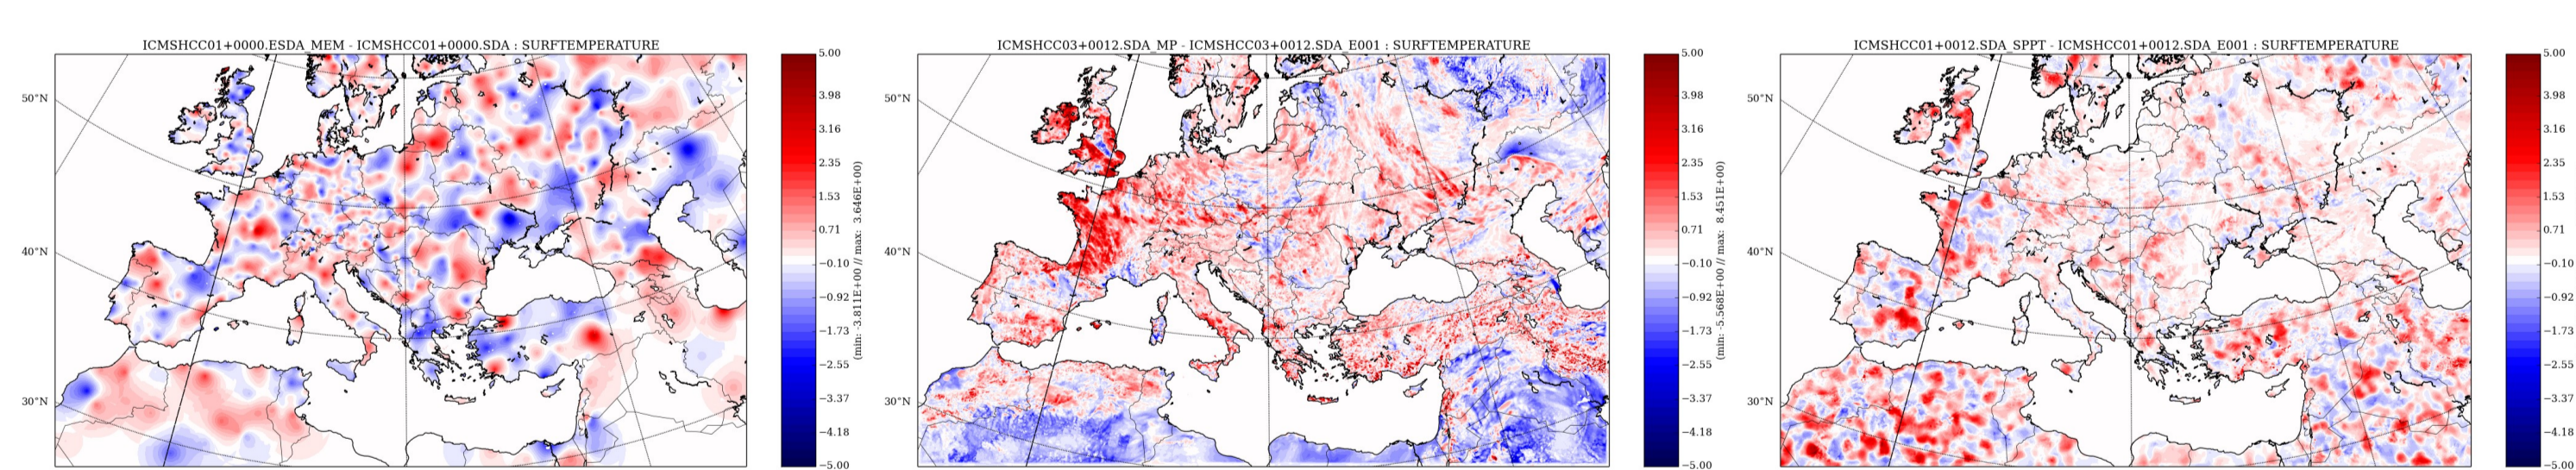 ICMSHCC01+0000.ESDA_MEM - ICMSHCC01+0000.SDA : SURFTEMPERATURE
50°N
40°N
30°N
5.00
3.98
3.16
2.35
1.53
0.71
−0.10
−0.92
−1.73
−2.55
−3.37
−4.18
−5.00
(min: -3.811E+00 // max: 3.646E+00)
ICMSHCC03+0012.SDA_MP - ICMSHCC03+0012.SDA_E001 : SURFTEMPERATURE
50°N
40°N
30°N
5.00
3.98
3.16
2.35
1.53
0.71
−0.10
−0.92
−1.73
−2.55
−3.37
−4.18
−5.00
(min: -5.568E+00 // max: 8.451E+00)
ICMSHCC01+0012.SDA_SPPT - ICMSHCC01+0012.SDA_E001 : SURFTEMPERATURE
50°N
40°N
30°N
5.00
3.98
3.16
2.35
1.53
0.71
−0.10
−0.92
−1.73
−2.55
−3.37
−4.18
−5.00